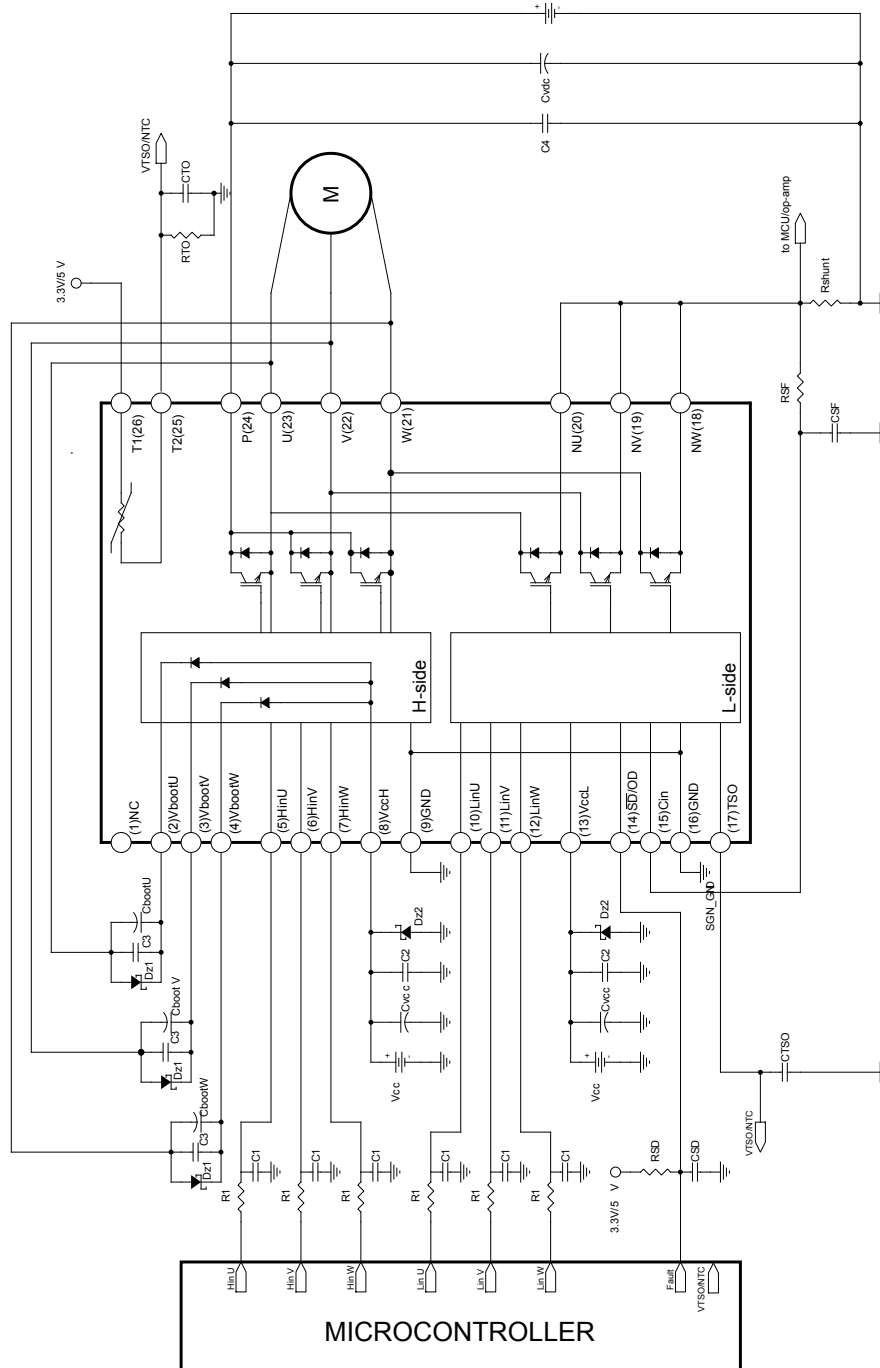 + -
Cvdc
C4
VTSO/NTC
CTO
RTO
3.3V/5 V
M
to MCU/op-amp
Rshunt
RSF
CSF
T1(26)
T2(25)
P(24)
U(23)
V(22)
W(21)
NU(20)
NV(19)
NW(18)
H-side
L-side
(1)NC
(2)VbootU
(3)VbootV
(4)VbootW
(5)HinU
(6)HinV
(7)HinW
(8)VccH
(9)GND
(10)LinU
(11)LinV
(12)LinW
(13)VccL
(14)SD/OD
(15)Cin
(16)GND
(17)TSO
SGN_GND
CbootU
C3
Dz1
Cboot V
C3
Dz1
CbootW
C3
Dz1
Dz2
C2
Cvc c
+ -
Vcc
Dz2
C2
Cvcc
+ -
Vcc
CTSO
VTSO/NTC
R1
C1
R1
C1
R1
C1
R1
C1
R1
C1
R1
C1
3.3V/5 V
RSD
CSD
Hin U
Hin V
Hin W
Lin U
Lin V
Lin W
Fault
VTSO/NTC
MICROCONTROLLER